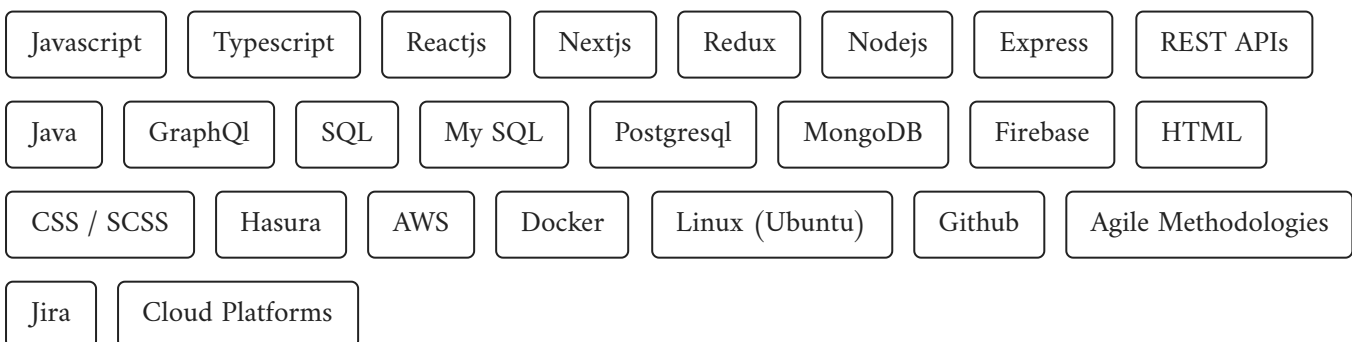 Javascript Typescript Reactjs Nextjs Redux Nodejs Express REST APIs
Java GraphQl SQL My SQL Postgresql MongoDB Firebase HTML
CSS / SCSS Hasura AWS Docker Linux (Ubuntu) Github Agile Methodologies
Jira Cloud Platforms